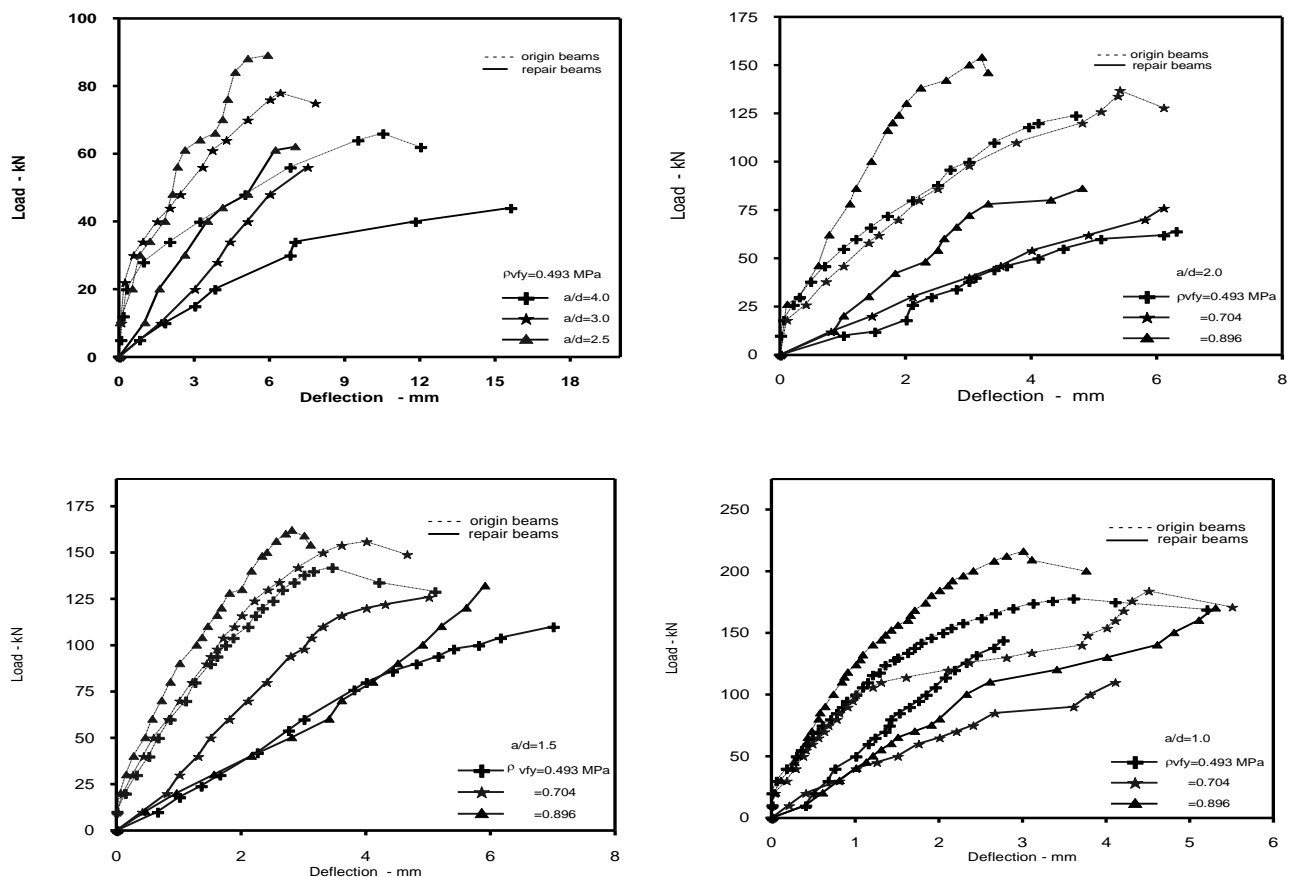 100
80
60
40
20
0
Load - kN
0 3 6 9 12 15 18
Deflection - mm
origin beams
repair beams
ρvfy=0.493 MPa
a/d=4.0
a/d=3.0
a/d=2.5
175
150
125
100
75
50
25
0
Load - kN
0 2 4 6 8
Deflection - mm
origin beams
repair beams
a/d=2.0
ρvfy=0.493 MPa
=0.704
=0.896
175
150
125
100
75
50
25
0
Load - kN
0 2 4 6 8
Deflection - mm
origin beams
repair beams
a/d=1.5
ρ vfy=0.493 MPa
=0.704
=0.896
250
200
150
100
50
0
Load - kN
0 1 2 3 4 5 6
Deflection - mm
origin beams
repair beams
a/d=1.0
ρvfy=0.493 MPa
=0.704
=0.896